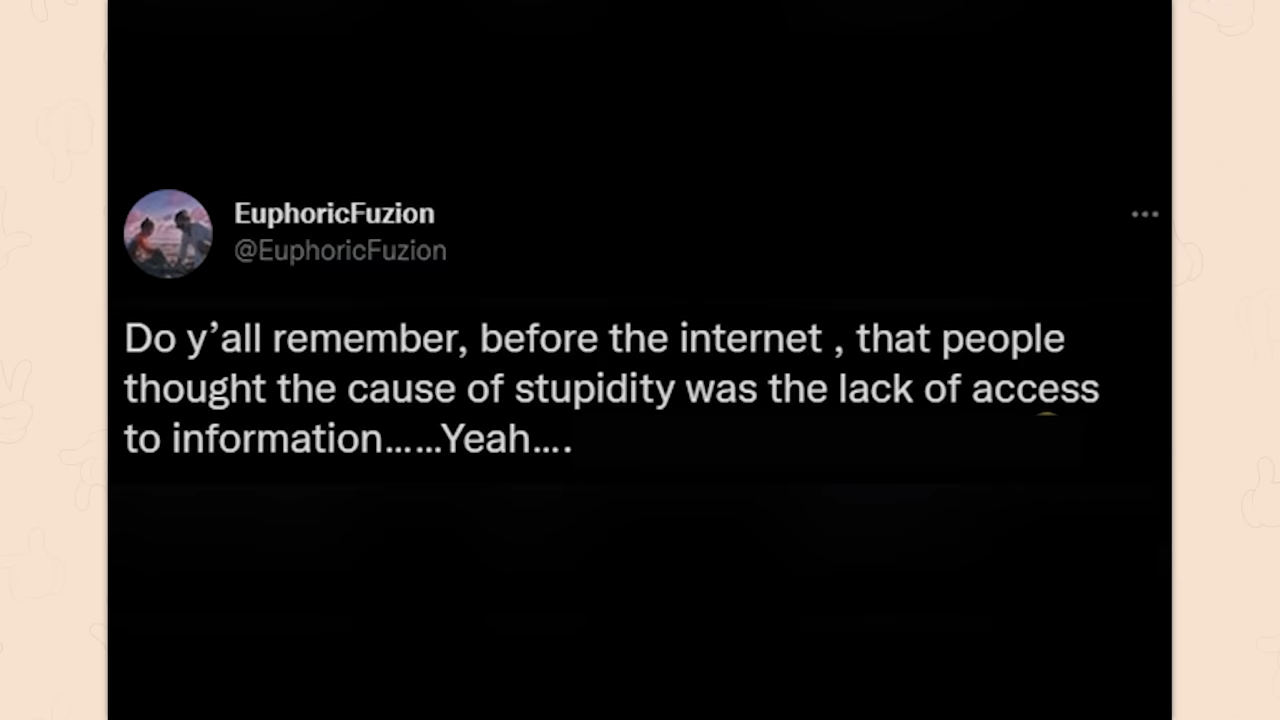 EuphoricFuzion
@EuphoricFuzion
Do y’all remember, before the internet , that people
thought the cause of stupidity was the lack of access
to information......Yeah....